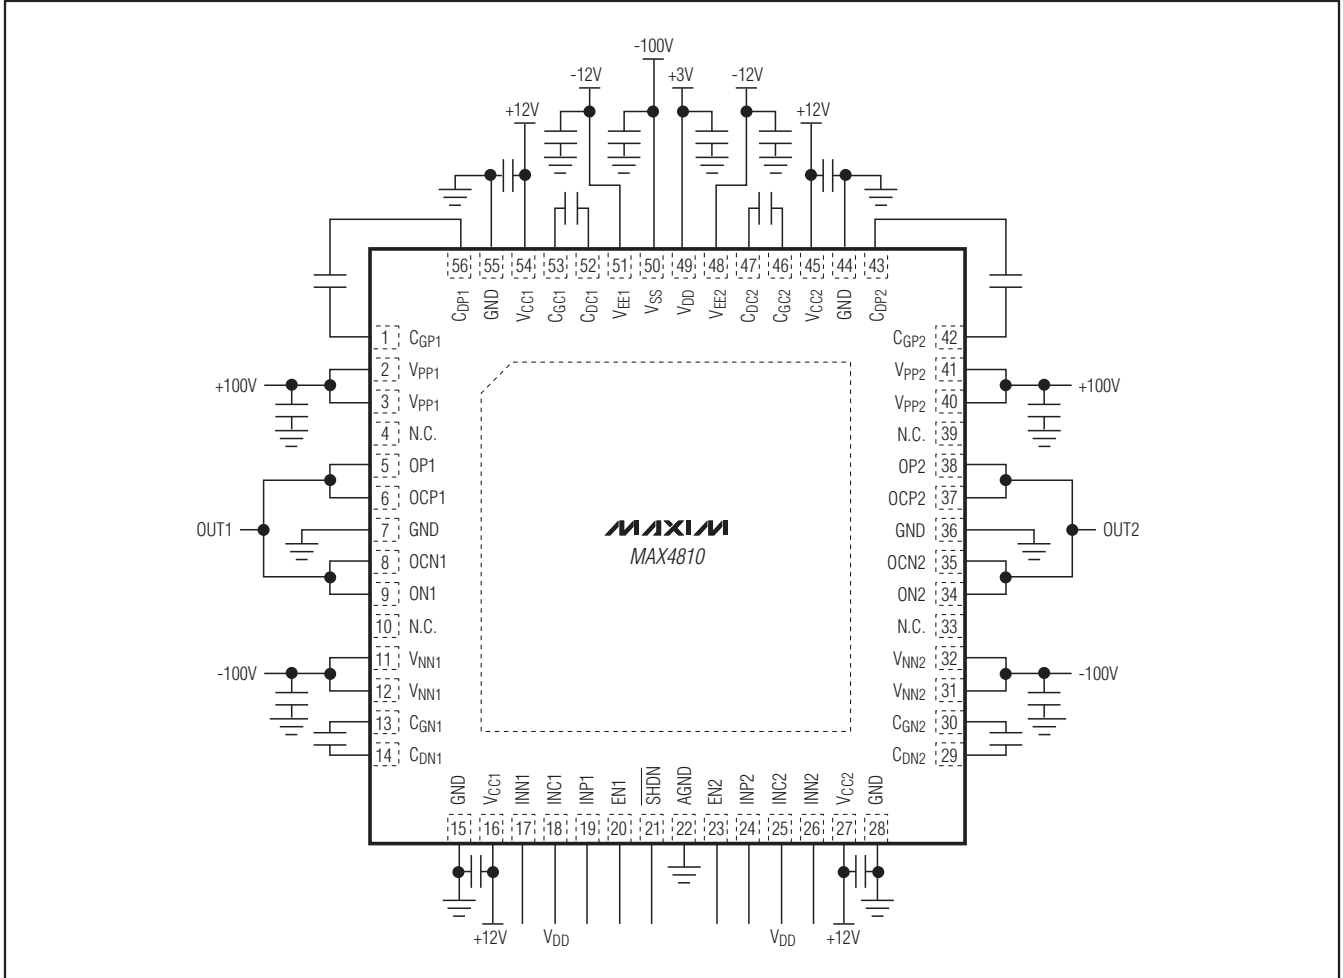 -100V
-12V
+3V
-12V
+12V
+12V
56 55 54 53 52 51 50 49 48 47 46 45 44 43
CDP1 GND VCC1 CGC1 CDC1 VEE1 VSS VDD VEE2 CDC2 CGC2 VCC2 GND CDP2
1 CGP1
CGP2 42
2 VPP1
VPP2 41
+100V
+100V
3 VPP1
VPP2 40
4 N.C.
N.C. 39
5 OP1
OP2 38
6 OCP1
OCP2 37
OUT1
7 GND
MAXIM
GND 36
OUT2
MAX4810
8 OCN1
OCN2 35
9 ON1
ON2 34
10 N.C.
N.C. 33
11 VNN1
VNN2 32
-100V
-100V
12 VNN1
VNN2 31
13 CGN1
CGN2 30
14 CDN1
CDN2 29
GND VCC1 INN1 INC1 INP1 EN1 SHDN AGND EN2 INP2 INC2 INN2 VCC2 GND
15 16 17 18 19 20 21 22 23 24 25 26 27 28
+12V VDD VDD +12V